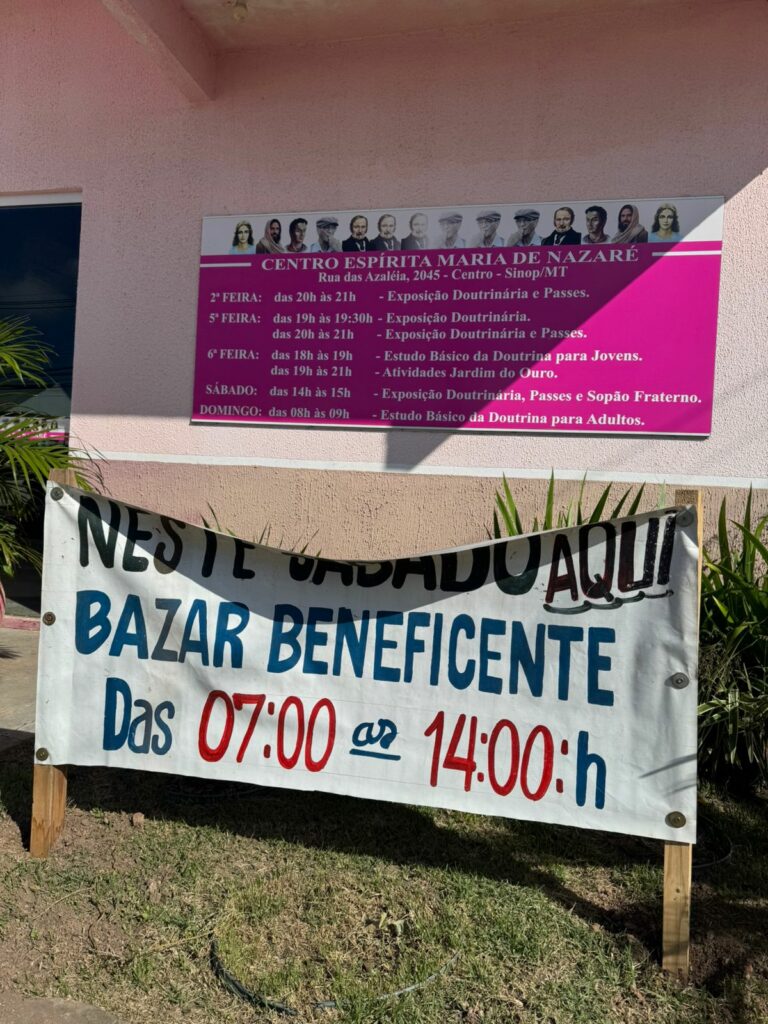 CENTRO ESPÍRITA MARIA DE NAZARÉ
Rua das Azaléia, 2045 - Centro - Sinop/MT
2ª FEIRA: das 20h às 21h - Exposição Doutrinária e Passes.
5ª FEIRA: das 19h às 19:30h - Exposição Doutrinária.
das 20h às 21h - Exposição Doutrinária e Passes.
6ª FEIRA: das 18h às 19h - Estudo Básico da Doutrina para Jovens.
das 19h às 21h - Atividades Jardim do Ouro.
SÁBADO: das 14h às 15h - Exposição Doutrinária, Passes e Sopão Fraterno.
DOMINGO: das 08h às 09h - Estudo Básico da Doutrina para Adultos.
NESTE SABADO AQUI
BAZAR BENEFICENTE
Das 07:00 as 14:00:h